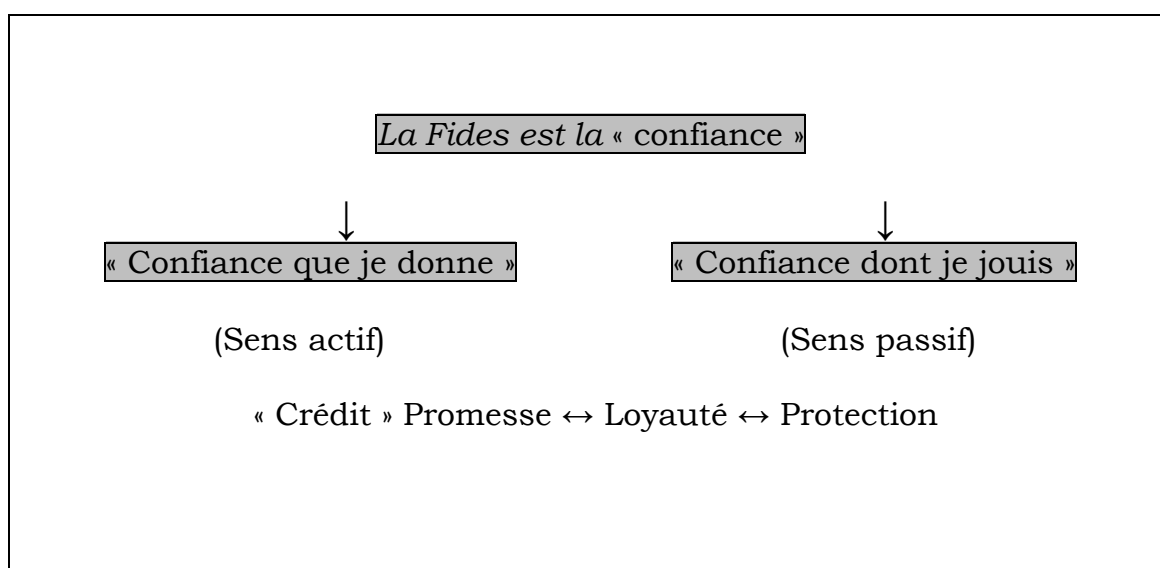 La Fides est la « confiance »
↓ ↓
« Confiance que je donne » « Confiance dont je jouis »
(Sens actif) (Sens passif)
« Crédit » Promesse ↔ Loyauté ↔ Protection